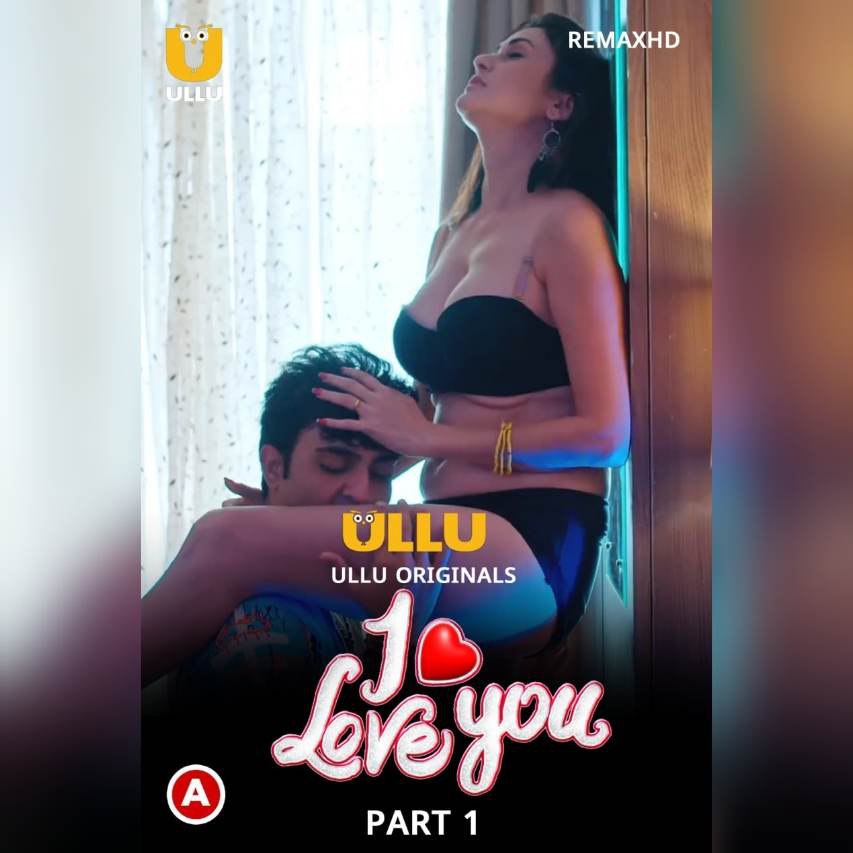 ULLU
REMAXHD
ULLU
ULLU ORIGINALS
I
Love you
A
PART 1